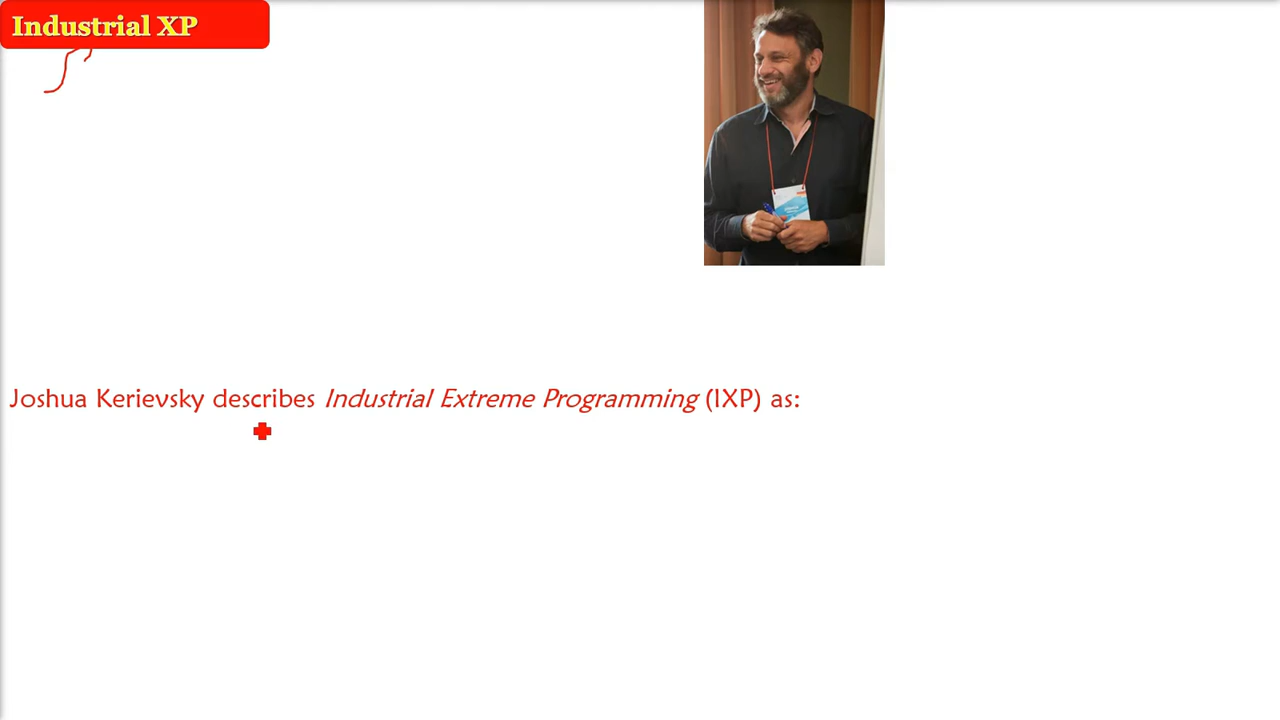 Industrial XP
Joshua Kerievsky describes Industrial Extreme Programming (IXP) as: